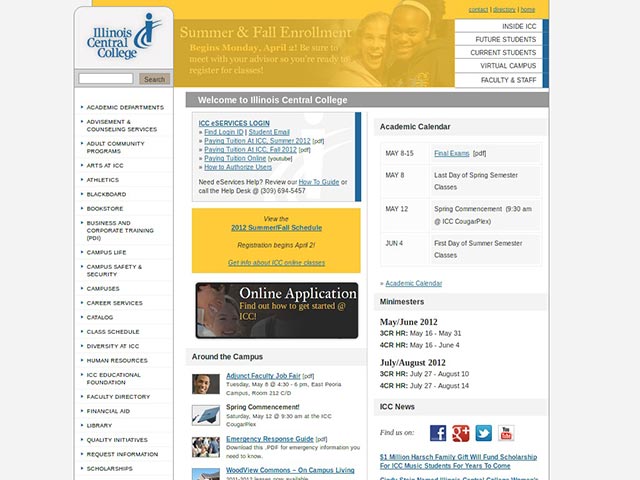 contact | directory | home
Illinois
Central
College
Summer & Fall Enrollment
Begins Monday, April 2! Be sure to
meet with your advisor so you're ready to
register for classes!
INSIDE ICC
FUTURE STUDENTS
CURRENT STUDENTS
VIRTUAL CAMPUS
FACULTY & STAFF
Search
ACADEMIC DEPARTMENTS
ADVISEMENT &
COUNSELING SERVICES
ADULT COMMUNITY
PROGRAMS
ARTS AT ICC
ATHLETICS
BLACKBOARD
BOOKSTORE
BUSINESS AND
CORPORATE TRAINING
(PDI)
CAMPUS LIFE
CAMPUS SAFETY &
SECURITY
CAMPUSES
CAREER SERVICES
CATALOG
CLASS SCHEDULE
DIVERSITY AT ICC
HUMAN RESOURCES
ICC EDUCATIONAL
FOUNDATION
FACULTY DIRECTORY
FINANCIAL AID
LIBRARY
QUALITY INITIATIVES
REQUEST INFORMATION
SCHOLARSHIPS
Welcome to Illinois Central College
ICC eSERVICES LOGIN
» Find Login ID | Student Email
» Paying Tuition At ICC, Summer 2012 [pdf]
» Paying Tuition At ICC, Fall 2012 [pdf]
» Paying Tuition Online [youtube]
» How to Authorize Users
Need eServices Help? Review our How To Guide or
call the Help Desk @ (309) 694-5457
View the
2012 Summer/Fall Schedule
Registration begins April 2!
Get info about ICC online classes
Online Application
Find out how to get started @
ICC!
Around the Campus
Adjunct Faculty Job Fair [pdf]
Tuesday, May 8 @ 4:30 - 6 pm, East Peoria
Campus, Room 212 C/D
Spring Commencement!
Saturday, May 12 @ 9:30 am at the ICC
CougarPlex
Emergency Response Guide [pdf]
Download this .PDF for emergency information you
need to know.
WoodView Commons – On Campus Living
2011-2012 leases now available
Academic Calendar
MAY 8-15 Final Exams [pdf]
MAY 8 Last Day of Spring Semester
Classes
MAY 12 Spring Commencement (9:30 am
@ ICC CougarPlex)
JUN 4 First Day of Summer Semester
Classes
» Academic Calendar
Minimesters
May/June 2012
3CR HR: May 16 - May 31
4CR HR: May 16 - June 4
July/August 2012
3CR HR: July 27 - August 10
4CR HR: July 27 - August 14
ICC News
Find us on:
You
Tube
$1 Million Harsch Family Gift Will Fund Scholarship
For ICC Music Students For Years To Come
Cindy Stein Named Illinois Central College Women's